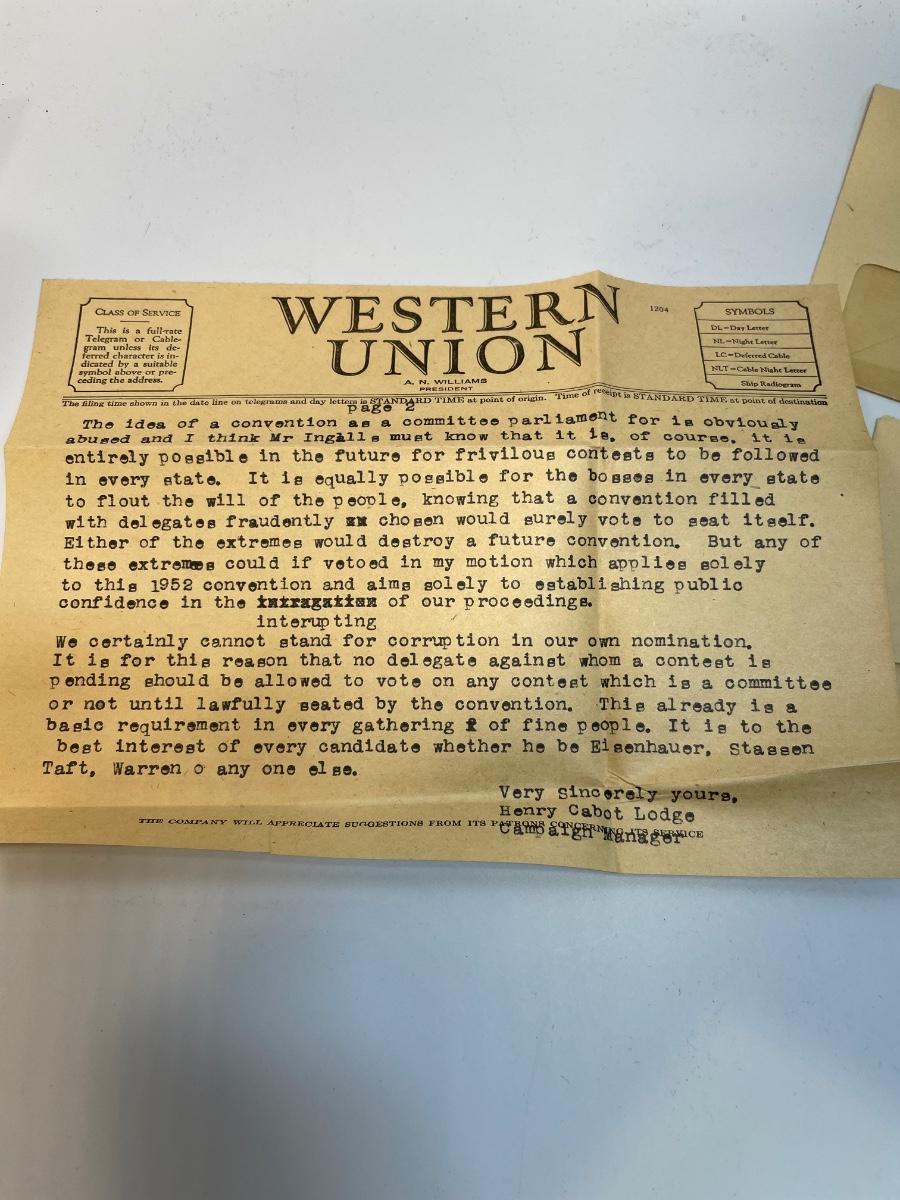 CLASS OF SERVICE
This is a full-rate
Telegram or Cable-
gram unless its de-
ferred character is in-
dicated by a suitable
symbol above or pre-
ceding the address.
WESTERN
UNION
1204
A. N. WILLIAMS
PRESIDENT
SYMBOLS
DL=Day Letter
NL=Night Letter
LC=Deferred Cable
NLT=Cable Night Letter
Ship Radiogram
The filing time shown in the date line on telegrams and day letters is STANDARD TIME at point of origin. Time of receipt is STANDARD TIME at point of destination
page 2
The idea of a convention as a committee parliament for is obviously
abused and I think Mr Ingalls must know that it is, of course, it is
entirely possible in the future for frivilous contests to be followed
in every state. It is equally possible for the bosses in every state
to flout the will of the people, knowing that a convention filled
with delegates fraudently chosen would surely vote to seat itself.
Either of the extremes would destroy a future convention. But any of
these extremes could if vetoed in my motion which applies solely
to this 1952 convention and aims solely to establishing public
confidence in the of our proceedings.
interupting
We certainly cannot stand for corruption in our own nomination.
It is for this reason that no delegate against whom a contest is
pending should be allowed to vote on any contest which is a committee
or not until lawfully seated by the convention. This already is a
basic requirement in every gathering of fine people. It is to the
best interest of every candidate whether he be Eisenhauer, Stassen
Taft, Warren o any one else.
Very sincerely yours,
Henry Cabot Lodge
Campaign Manager
THE COMPANY WILL APPRECIATE SUGGESTIONS FROM ITS PATRONS CONCERNING ITS SERVICE